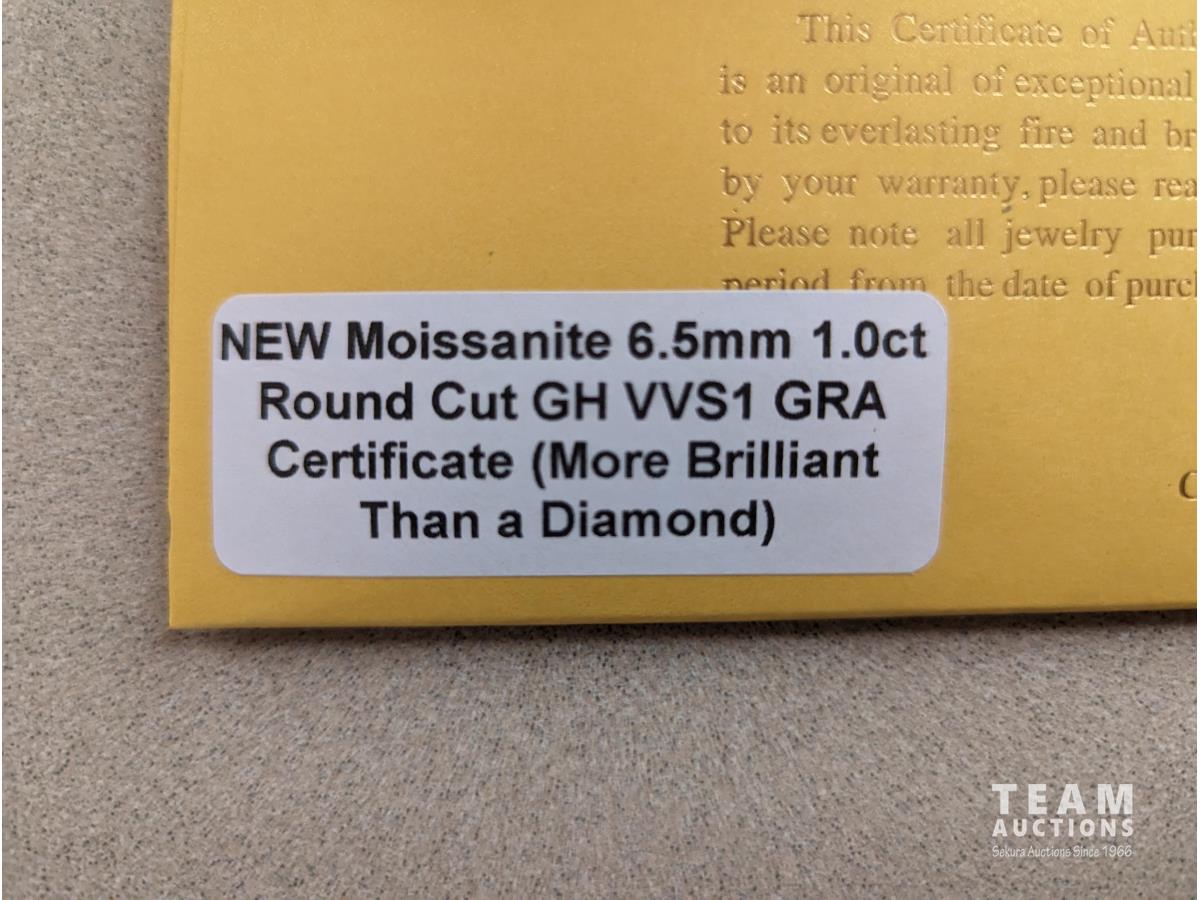 This Certificate of
is an original of exceptional
to its everlasting fire and
by your warranty, please
Please note all jewelry
period from the date of
NEW Moissanite 6.5mm 1.0ct
Round Cut GH VVS1 GRA
Certificate (More Brilliant
Than a Diamond)
TEAM
AUCTIONS
Sekura Auctions Since 1966